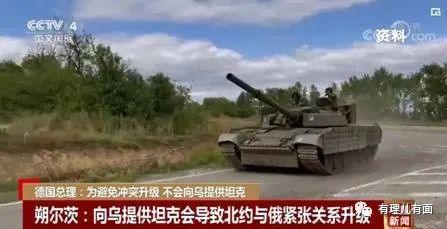 CCTV 4
中文国际
CCTV.com
资料
德国总理：为避免冲突升级 不会向乌提供坦克
朔尔茨：向乌提供坦克会导致北约与俄紧张关系升级
新闻
有理儿有面